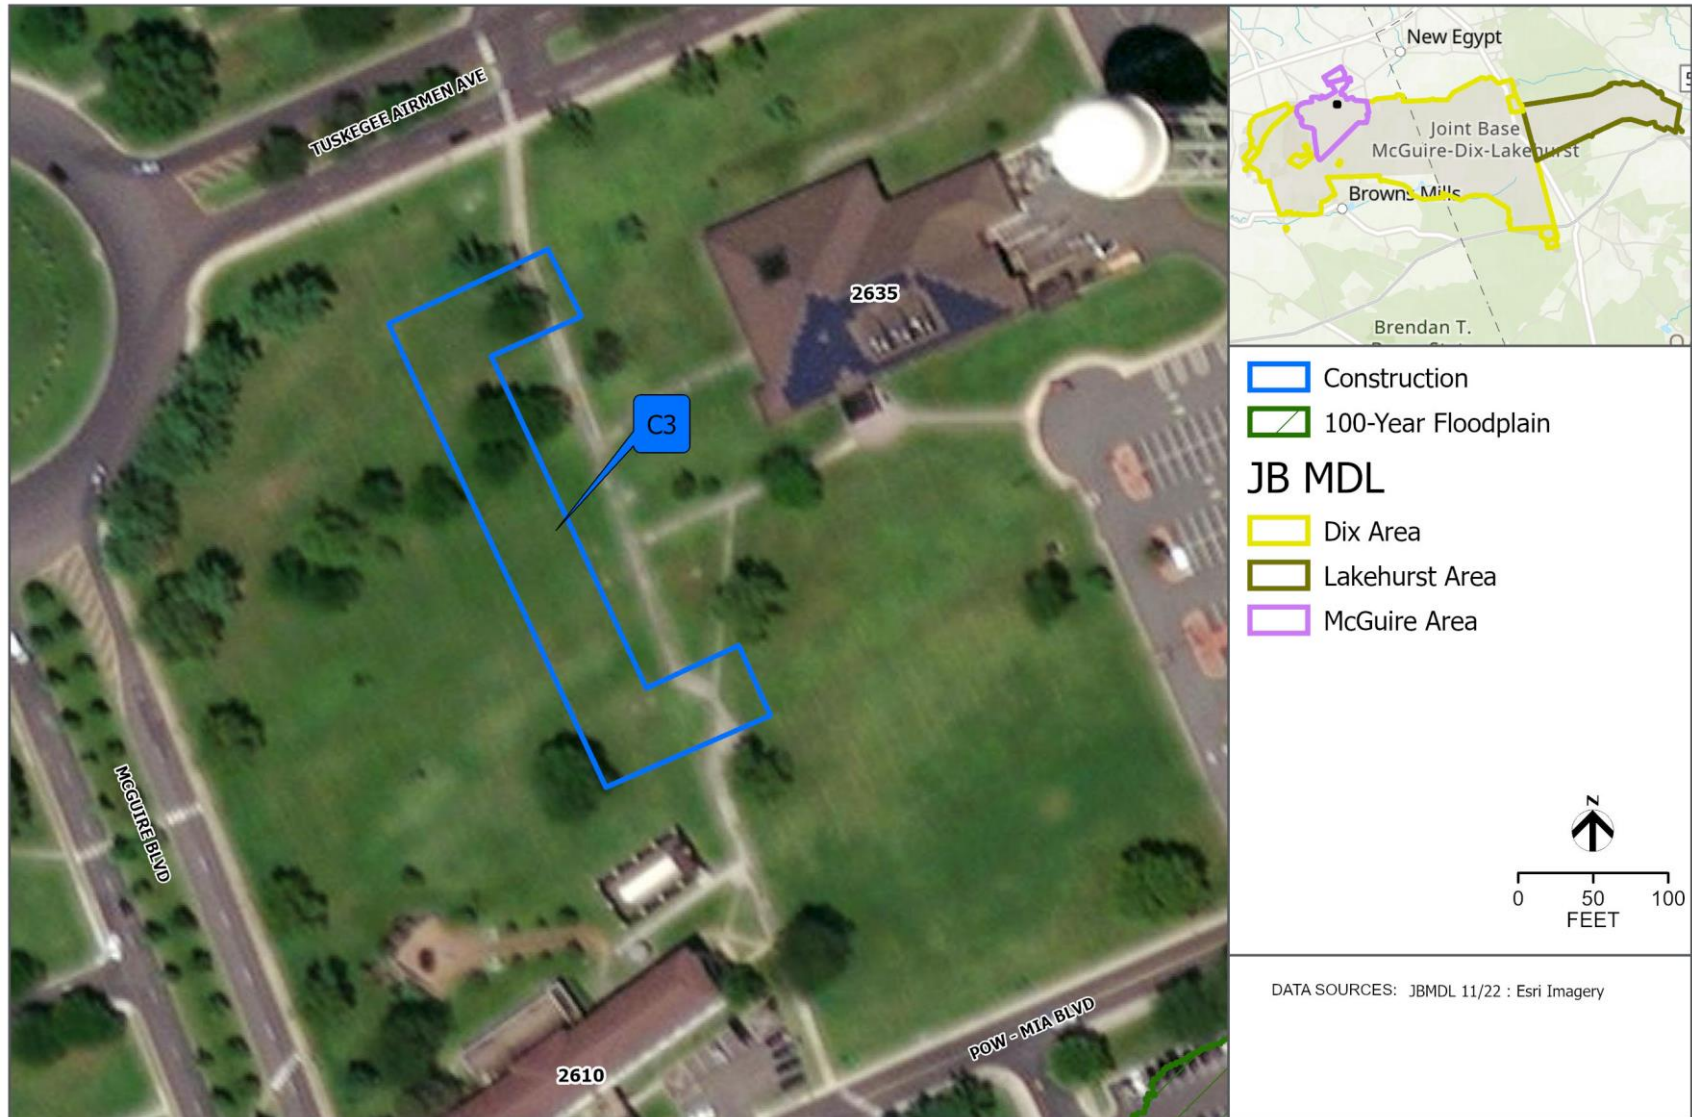 TUSKEGEE AIRMEN AVE
2635
C3
MCGUIRE BLVD
2610
POW - MIA BLVD
New Egypt
5
Joint Base
McGuire-Dix-Lakehurst
Browns Mills
Brendan T.
Construction
100-Year Floodplain
JB MDL
Dix Area
Lakehurst Area
McGuire Area
N
0 50 100
FEET
DATA SOURCES: JBMDL 11/22 : Esri Imagery